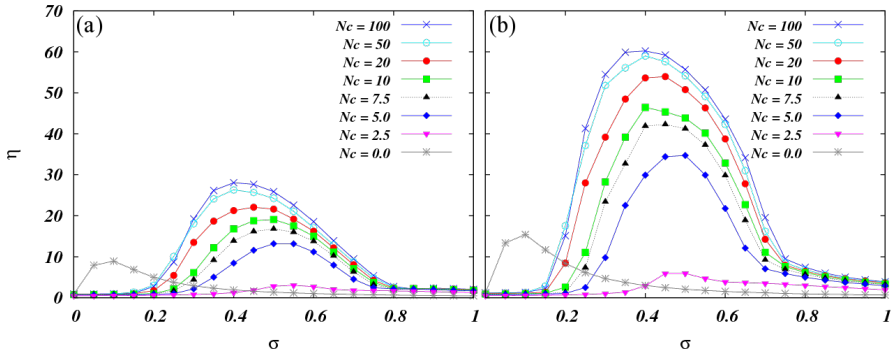 (a)
Nc = 100
Nc = 50
Nc = 20
Nc = 10
Nc = 7.5
Nc = 5.0
Nc = 2.5
Nc = 0.0
70
60
50
40
30
20
10
0
η
0 0.2 0.4 0.6 0.8 1
σ
(b)
Nc = 100
Nc = 50
Nc = 20
Nc = 10
Nc = 7.5
Nc = 5.0
Nc = 2.5
Nc = 0.0
0.2 0.4 0.6 0.8 1
σ